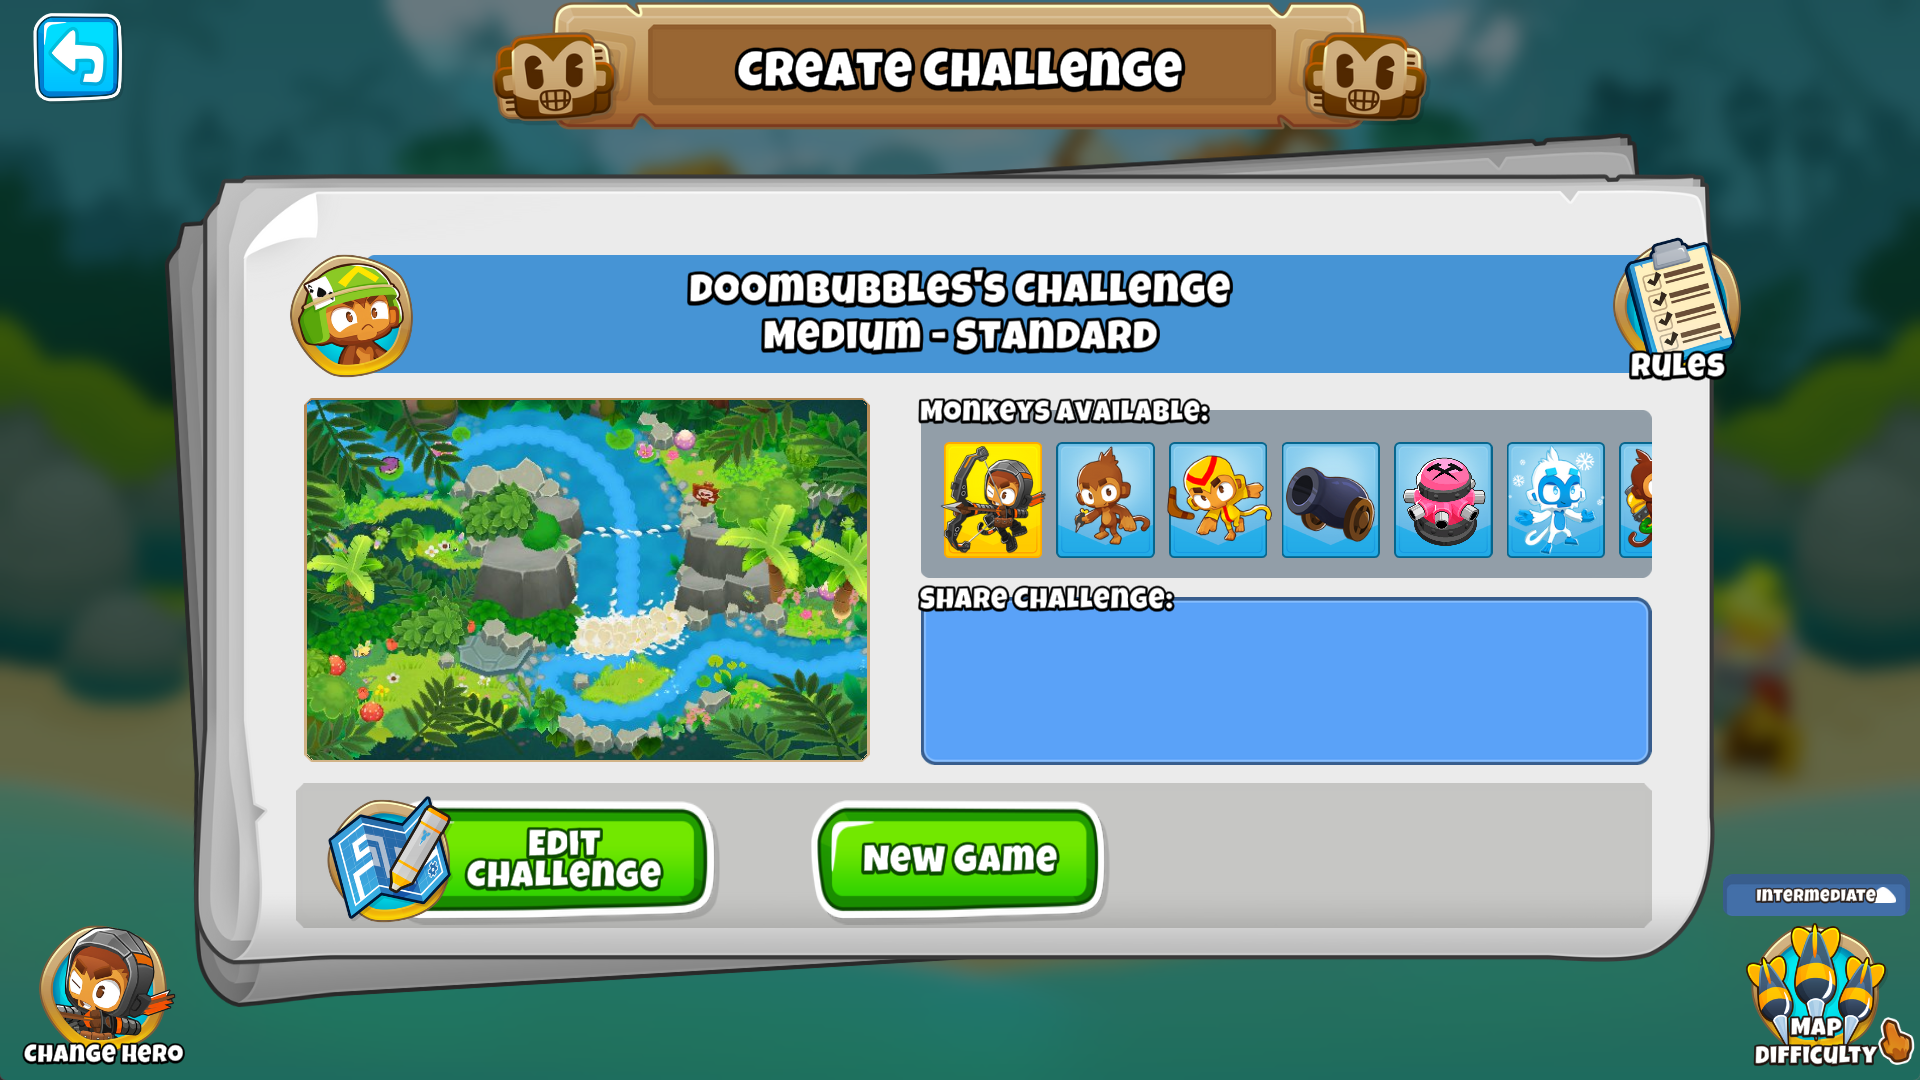 CREATE CHALLENGE
DOOMBUBBLES'S CHALLENGE
MEDIUM - STANDARD
RULES
MONKEYS AVAILABLE:
SHARE CHALLENGE:
EDIT
CHALLENGE
NEW GAME
INTERMEDIATE
CHANGE HERO
MAP
DIFFICULTY